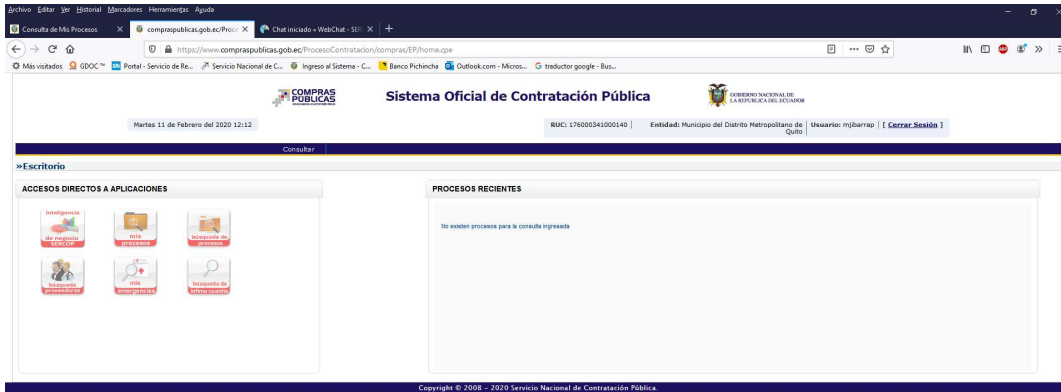 Archivo Editar Ver Historial Marcadores Herramientas Ayuda
Consulta de Mis Procesos
compraspublicas.gob.ec/Proce
Chat iniciado « WebChat - SER
https://www.compraspublicas.gob.ec/ProcesoContratacion/compras/EP/home.cpe
Más visitados GDOC ™ Portal - Servicio de Re... Servicio Nacional de C... Ingreso al Sistema - C... Banco Pichincha Outlook.com - Micros... traductor google - Bus...
COMPRAS
PÚBLICAS
Sistema Oficial de Contratación Pública
GOBIERNO NACIONAL DE
LA REPÚBLICA DEL ECUADOR
Martes 11 de Febrero del 2020 12:12
RUC: 176000341000140 | Entidad: Municipio del Distrito Metropolitano de Quito | Usuario: mjibarrap | [ Cerrar Sesión ]
Consultar
»Escritorio
ACCESOS DIRECTOS A APLICACIONES
PROCESOS RECIENTES
Inteligencia
de negocio
SERCOP
mis
procesos
búsqueda de
procesos
No existen procesos para la consulta ingresada
búsqueda
proveedores
mis
emergencias
búsqueda de
ínfima cuantía
Copyright © 2008 - 2020 Servicio Nacional de Contratación Pública.